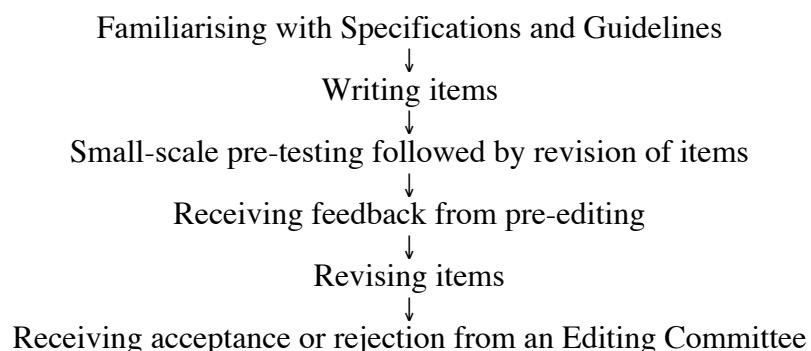 Familiarising with Specifications and Guidelines
↓
Writing items
↓
Small-scale pre-testing followed by revision of items
↓
Receiving feedback from pre-editing
↓
Revising items
↓
Receiving acceptance or rejection from an Editing Committee